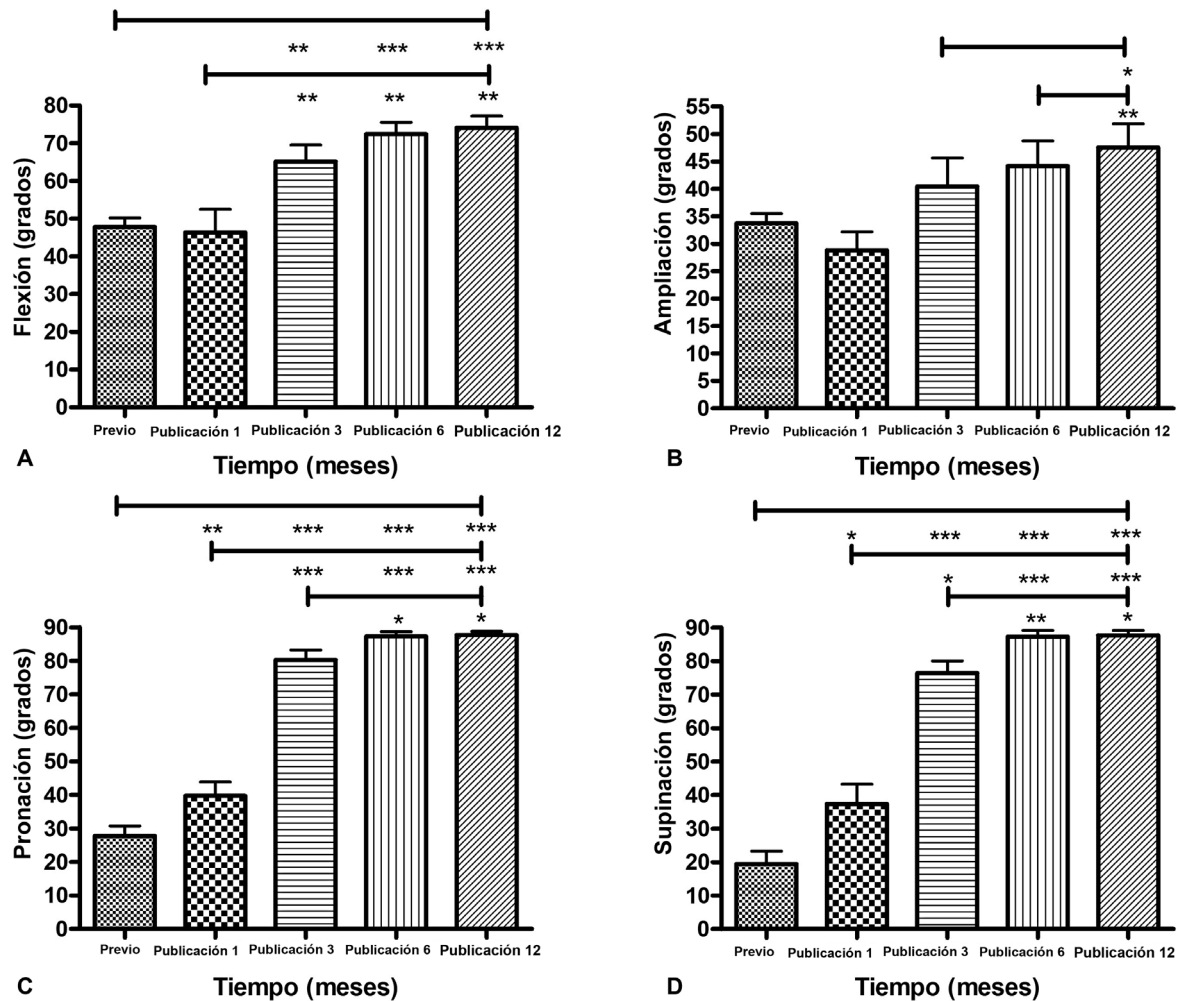 ** *** ***
** ** **
80
70
60
50
40
30
20
10
0
Flexión (grados)
Previo Publicación 1 Publicación 3 Publicación 6 Publicación 12
A Tiempo (meses)
*
**
55
50
45
40
35
30
25
20
15
10
5
0
Ampliación (grados)
Previo Publicación 1 Publicación 3 Publicación 6 Publicación 12
B Tiempo (meses)
** *** *** ***
*** *** ***
* *
90
80
70
60
50
40
30
20
10
0
Pronación (grados)
Previo Publicación 1 Publicación 3 Publicación 6 Publicación 12
C Tiempo (meses)
* *** *** ***
* *** ***
** *
90
80
70
60
50
40
30
20
10
0
Supinación (grados)
Previo Publicación 1 Publicación 3 Publicación 6 Publicación 12
D Tiempo (meses)